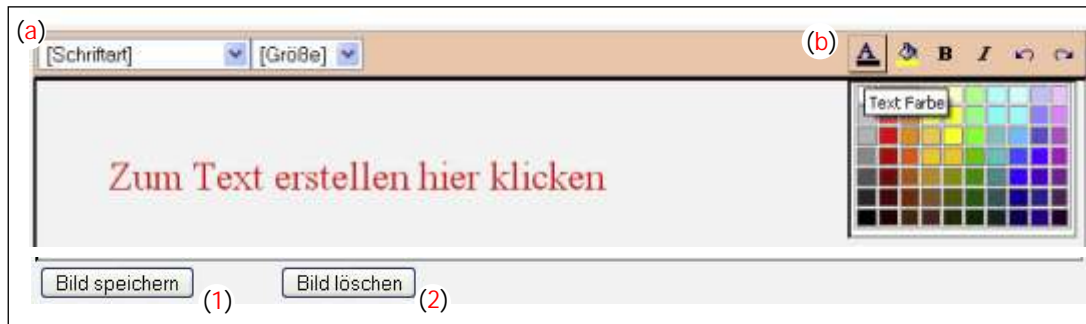 (a) [Schriftart] [Größe] (b) A B I
Text Farbe
Zum Text erstellen hier klicken
Bild speichern (1) Bild löschen (2)